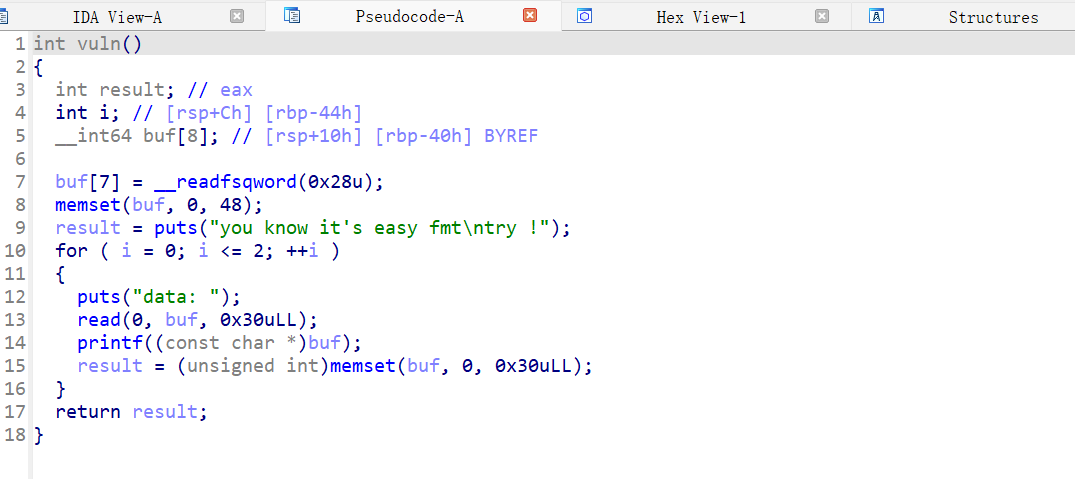 IDA View-A Pseudocode-A Hex View-1 Structures
1 int vuln()
2 {
3   int result; // eax
4   int i; // [rsp+Ch] [rbp-44h]
5   __int64 buf[8]; // [rsp+10h] [rbp-40h] BYREF
6
7   buf[7] = __readfsqword(0x28u);
8   memset(buf, 0, 48);
9   result = puts("you know it's easy fmt\ntry !");
10   for ( i = 0; i <= 2; ++i )
11   {
12     puts("data: ");
13     read(0, buf, 0x30uLL);
14     printf((const char *)buf);
15     result = (unsigned int)memset(buf, 0, 0x30uLL);
16   }
17   return result;
18 }